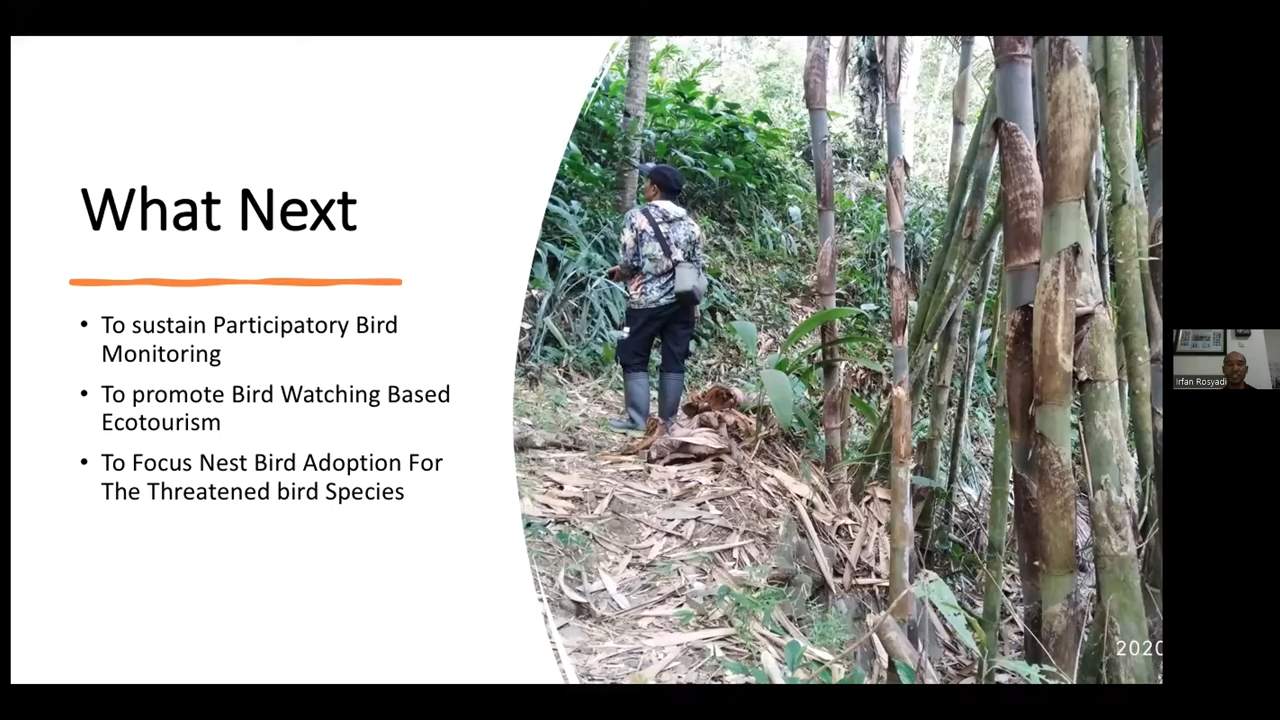 What Next
• To sustain Participatory Bird
Monitoring
• To promote Bird Watching Based
Ecotourism
• To Focus Nest Bird Adoption For
The Threatened bird Species
2020
Irfan Rosyadi